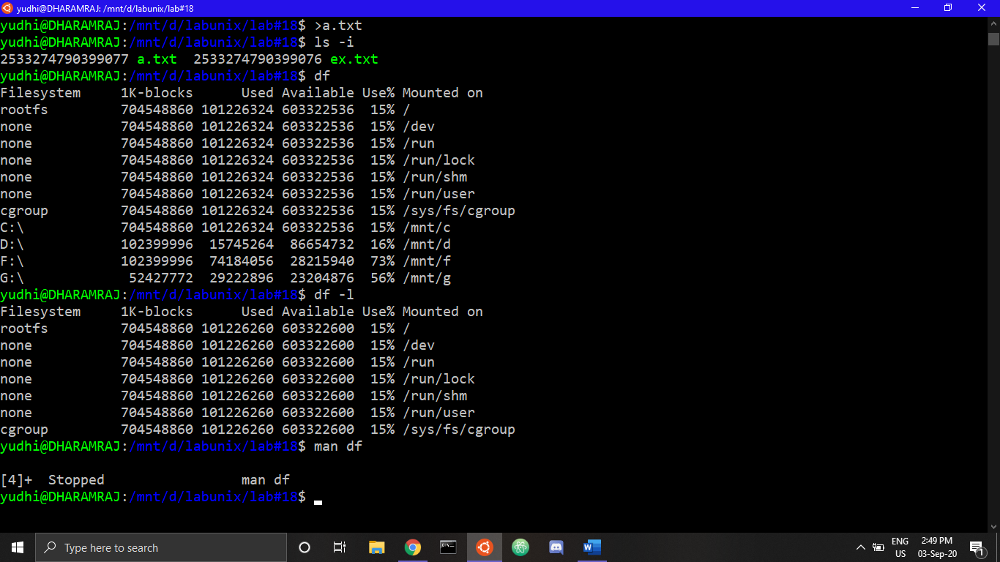 yudhi@DHARAMRAJ: /mnt/d/labunix/lab#18
yudhi@DHARAMRAJ:/mnt/d/labunix/lab#18$ >a.txt
yudhi@DHARAMRAJ:/mnt/d/labunix/lab#18$ ls -i
2533274790399077 a.txt  2533274790399076 ex.txt
yudhi@DHARAMRAJ:/mnt/d/labunix/lab#18$ df
Filesystem     1K-blocks      Used Available Use% Mounted on
rootfs         704548860 101226324 603322536  15% /
none           704548860 101226324 603322536  15% /dev
none           704548860 101226324 603322536  15% /run
none           704548860 101226324 603322536  15% /run/lock
none           704548860 101226324 603322536  15% /run/shm
none           704548860 101226324 603322536  15% /run/user
cgroup         704548860 101226324 603322536  15% /sys/fs/cgroup
C:\            704548860 101226324 603322536  15% /mnt/c
D:\            102399996  15745264  86654732  16% /mnt/d
F:\            102399996  74184056  28215940  73% /mnt/f
G:\             52427772  29222896  23204876  56% /mnt/g
yudhi@DHARAMRAJ:/mnt/d/labunix/lab#18$ df -l
Filesystem     1K-blocks      Used Available Use% Mounted on
rootfs         704548860 101226260 603322600  15% /
none           704548860 101226260 603322600  15% /dev
none           704548860 101226260 603322600  15% /run
none           704548860 101226260 603322600  15% /run/lock
none           704548860 101226260 603322600  15% /run/shm
none           704548860 101226260 603322600  15% /run/user
cgroup         704548860 101226260 603322600  15% /sys/fs/cgroup
yudhi@DHARAMRAJ:/mnt/d/labunix/lab#18$ man df
[4]+  Stopped                 man df
yudhi@DHARAMRAJ:/mnt/d/labunix/lab#18$
Type here to search
ENG 2:49 PM
US 03-Sep-20
1